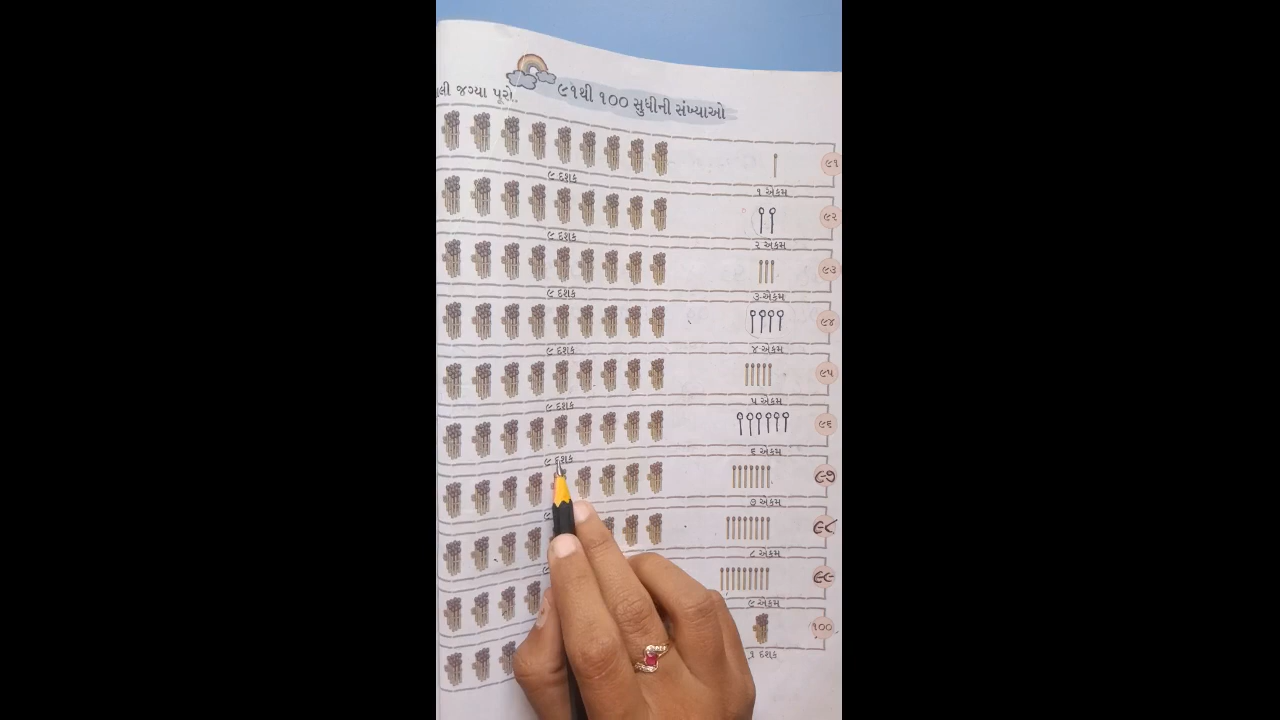 ૯૧થી ૧૦૦ સુધીની સંખ્યાઓ
જગ્યા પૂરો.
૯૧
૯ દશક ૧ એકમ
૯૨
૯ દશક ૨ એકમ
૯૩
૯ દશક ૩ એકમ
૯૪
૯ દશક ૪ એકમ
૯૫
૯ દશક ૫ એકમ
૯૬
૯ દશક ૬ એકમ
૯૭
૭ એકમ
૯૮
૮ એકમ
૯૯
૯ એકમ
૧૦૦
૧ દશક